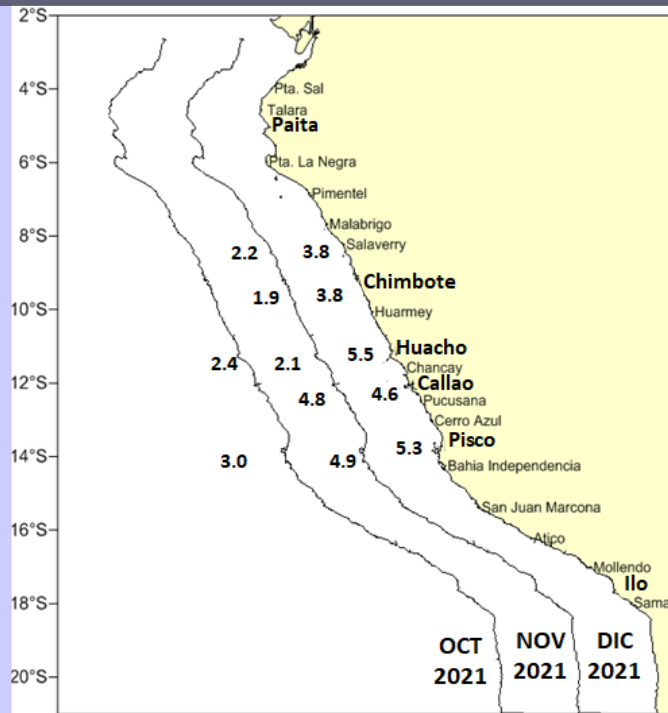 2°S
4°S
Pta. Sal
Talara
Paita
6°S
Pta. La Negra
Pimentel
Malabrigo
8°S
Salaverry
2.2
3.8
Chimbote
1.9
3.8
10°S
Huarmey
Huacho
5.5
2.4
2.1
Chancay
12°S
Callao
4.6
4.8
Pucusana
Cerro Azul
Pisco
5.3
14°S
3.0
4.9
Bahia Independencia
San Juan Marcona
16°S
Atico
Mollendo
Ilo
18°S
Sama
OCT
2021
NOV
2021
DIC
2021
20°S